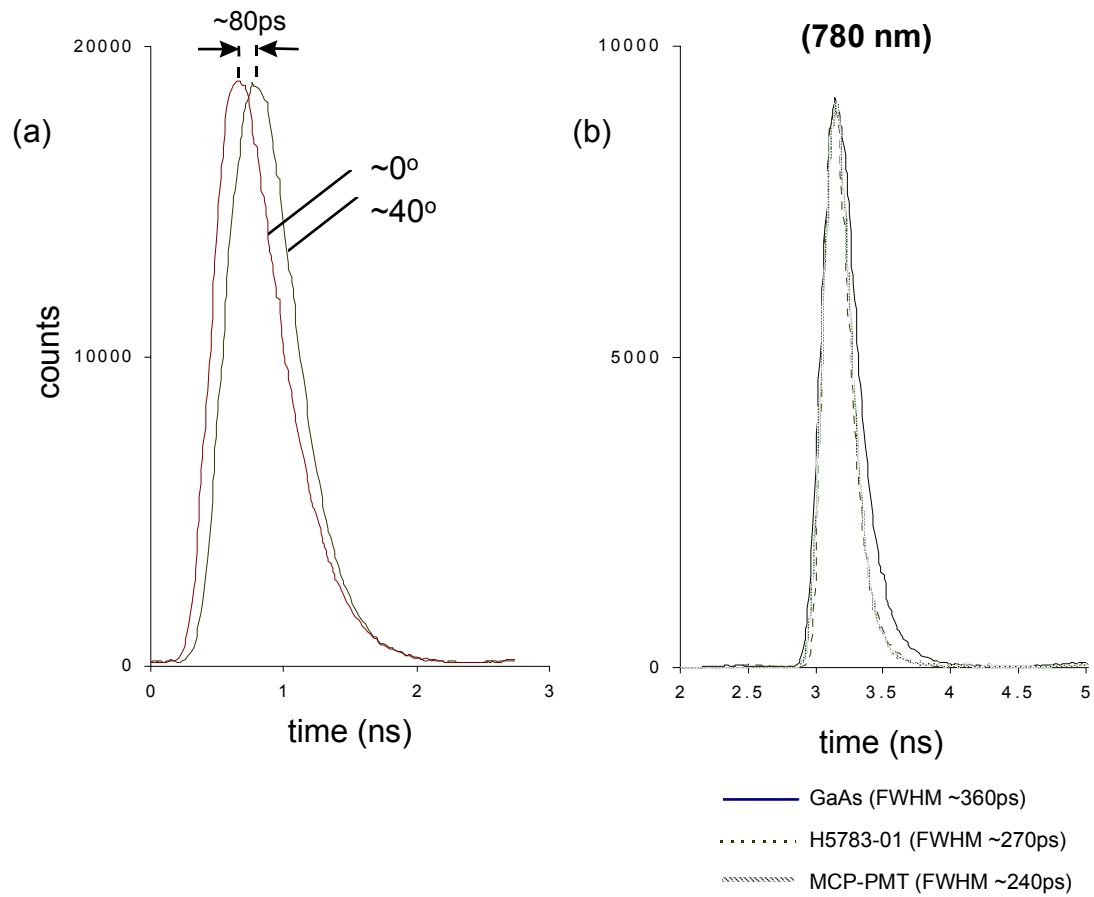 ~80ps
20000
(a)
~0º
~40º
counts
10000
0
0
1
2
3
time (ns)
(780 nm)
10000
(b)
5000
0
2
2.5
3
3.5
4
4.5
5
time (ns)
GaAs (FWHM ~360ps)
H5783-01 (FWHM ~270ps)
MCP-PMT (FWHM ~240ps)